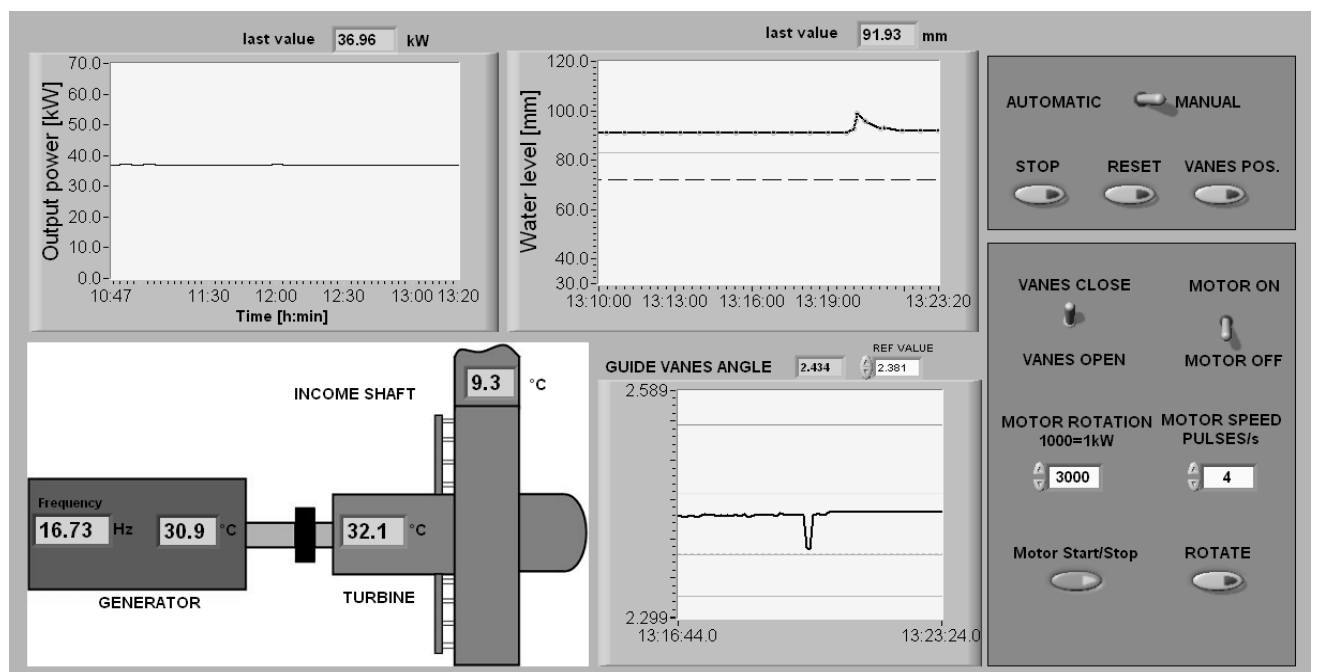 last value 36.96 kW
Output power [kW]
70.0
60.0
50.0
40.0
30.0
20.0
10.0
0.0
10:47 11:30 12:00 12:30 13:00 13:20
Time [h:min]
last value 91.93 mm
Water level [mm]
120.0
100.0
80.0
60.0
40.0
30.0
13:10:00 13:13:00 13:16:00 13:19:00 13:23:20
AUTOMATIC MANUAL
STOP RESET VANES POS.
VANES CLOSE MOTOR ON
VANES OPEN MOTOR OFF
MOTOR ROTATION
1000=1kW
MOTOR SPEED
PULSES/s
3000 4
Motor Start/Stop ROTATE
INCOME SHAFT
9.3 °C
Frequency
16.73 Hz 30.9 °C
32.1 °C
GENERATOR
TURBINE
REF VALUE
GUIDE VANES ANGLE 2.434 2.381
2.589
2.299
13:16:44.0 13:23:24.0